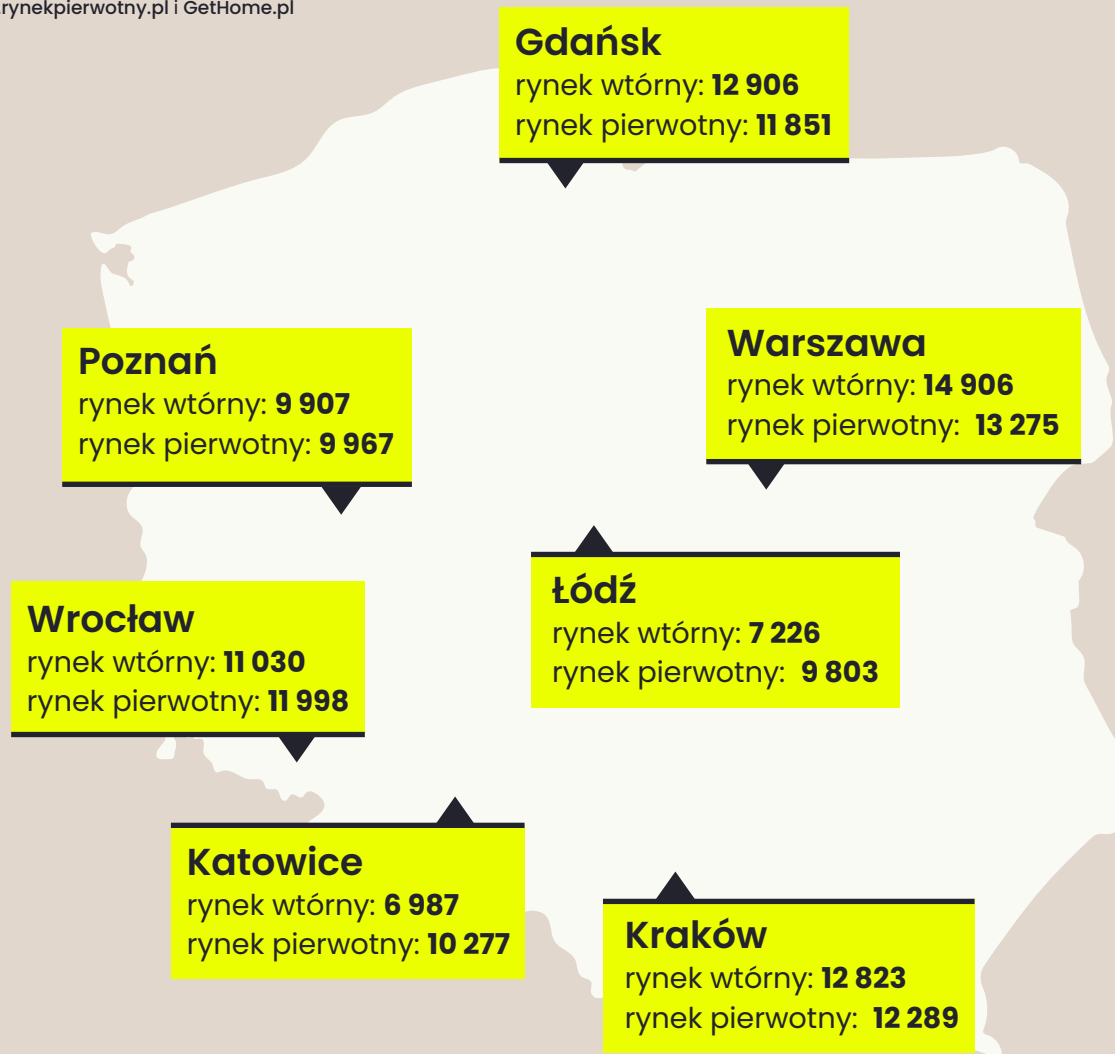 rynekpierwotny.pl i GetHome.pl
Gdańsk
rynek wtórny: 12 906
rynek pierwotny: 11 851
Poznań
rynek wtórny: 9 907
rynek pierwotny: 9 967
Warszawa
rynek wtórny: 14 906
rynek pierwotny: 13 275
Łódź
rynek wtórny: 7 226
rynek pierwotny: 9 803
Wrocław
rynek wtórny: 11 030
rynek pierwotny: 11 998
Katowice
rynek wtórny: 6 987
rynek pierwotny: 10 277
Kraków
rynek wtórny: 12 823
rynek pierwotny: 12 289